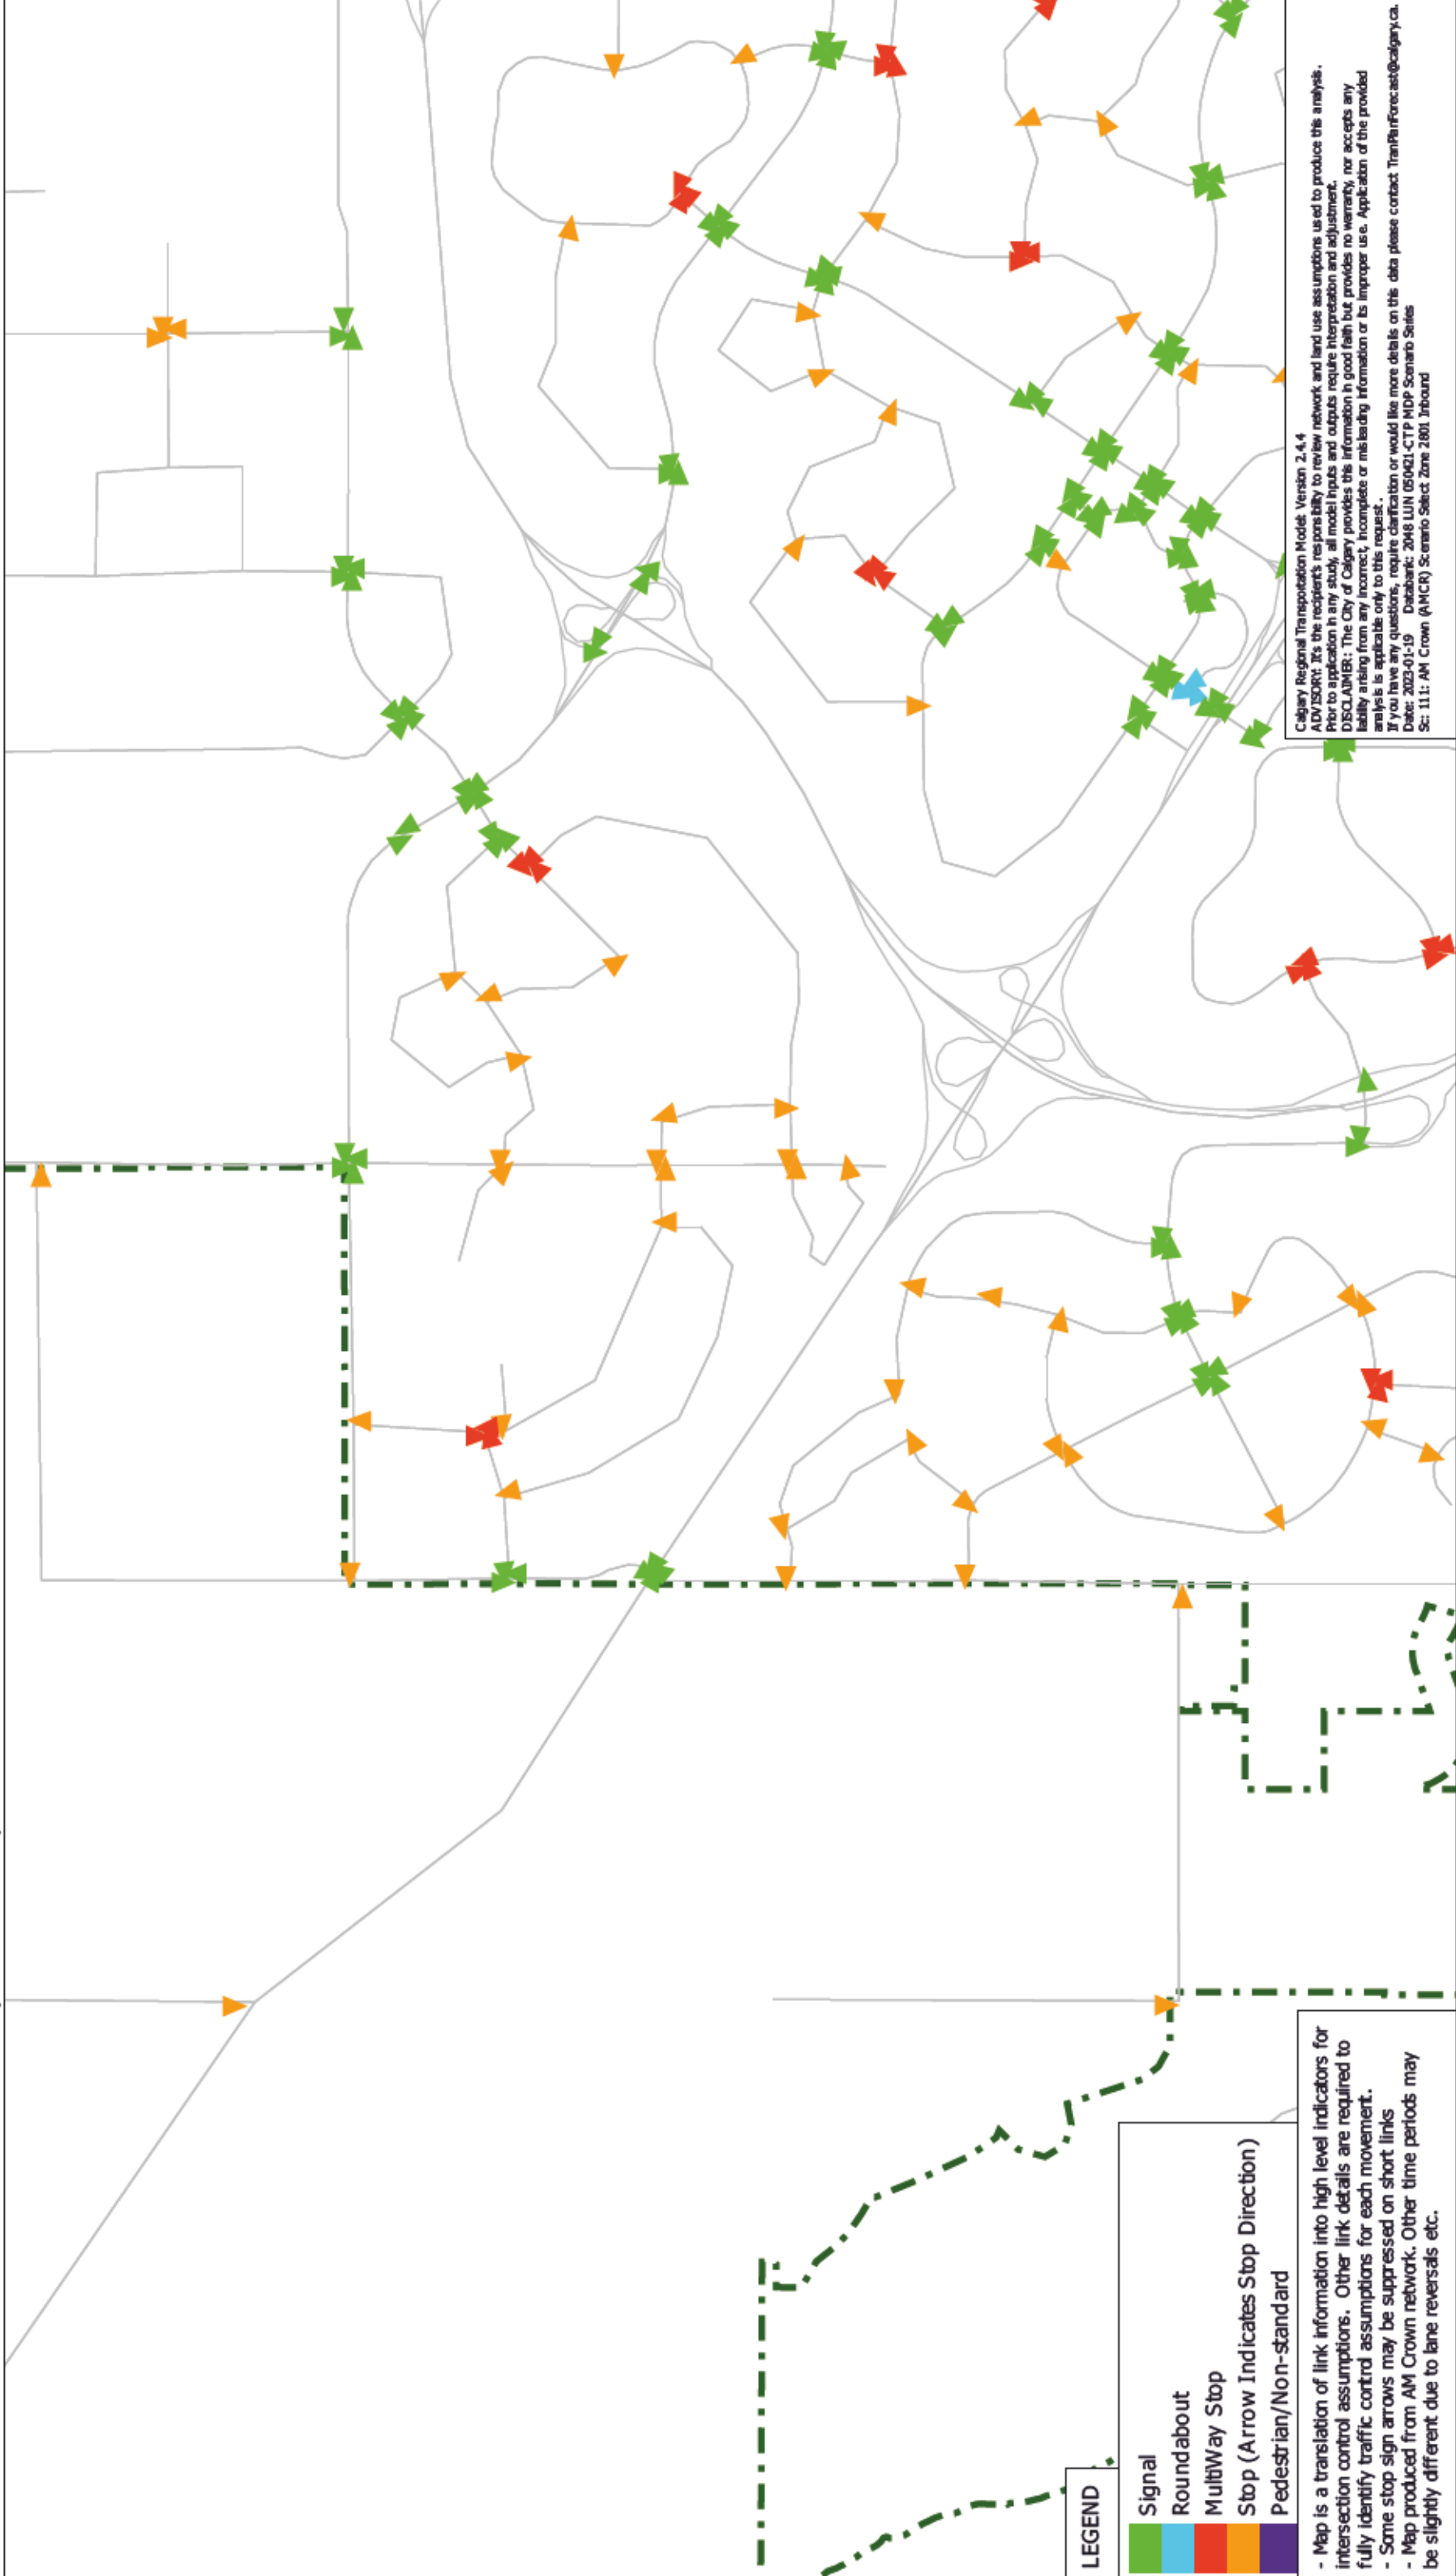 Calgary Regional Transportation Model: Version 2.4.4
ADVISORY: It's the recipient's responsibility to review network and land use assumptions used to produce this analysis.
Prior to application in any study, all model inputs and outputs require interpretation and adjustment.
DISCLAIMER: The City of Calgary provides this information in good faith but provides no warranty, nor accepts any
liability arising from any incorrect, incomplete or misleading information or its improper use. Application of the provided
analysis is applicable only to this request.
If you have any questions, require clarification or would like more details on this data please contact TranPlanForecast@calgary.ca.
Date: 2023-01-19 Databank: 2048 LUN 050421-CTP MDP Scenario Series
Sc: 111: AM Crown (AMCR) Scenario Select Zone 2801 Inbound
LEGEND
Signal
Roundabout
MultiWay Stop
Stop (Arrow Indicates Stop Direction)
Pedestrian/Non-standard
- Map is a translation of link information into high level indicators for
intersection control assumptions. Other link details are required to
fully identify traffic control assumptions for each movement.
- Some stop sign arrows may be suppressed on short links
- Map produced from AM Crown network. Other time periods may
be slightly different due to lane reversals etc.